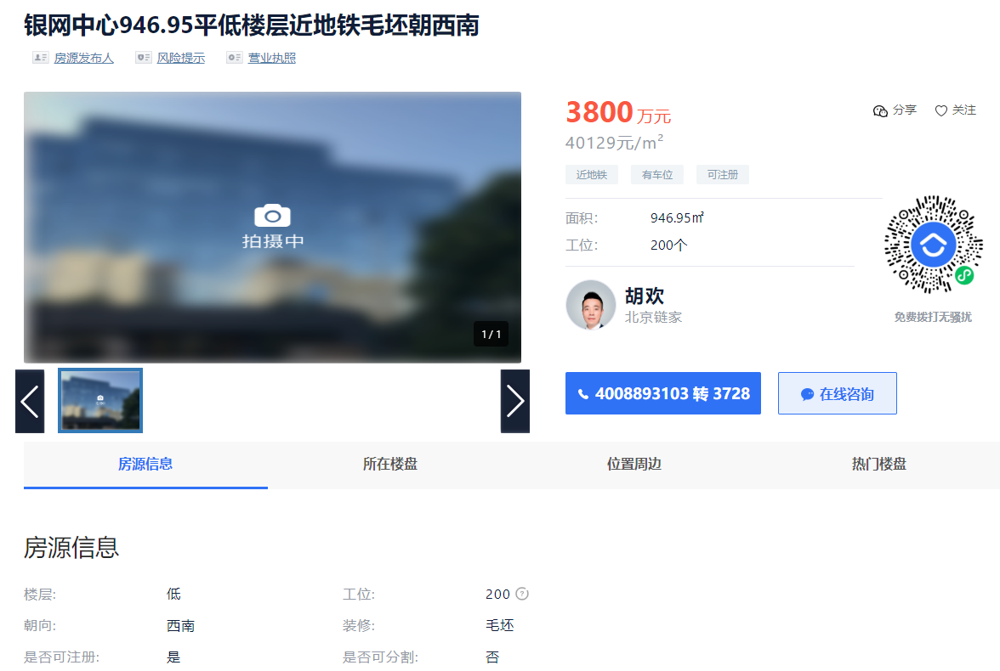 银网中心946.95平低楼层近地铁毛坯朝西南
房源发布人 风险提示 营业执照
拍摄中
1/1
3800万元
分享 关注
40129元/m²
近地铁 有车位 可注册
面积: 946.95㎡
工位: 200个
胡欢
北京链家
免费拨打无骚扰
4008893103 转 3728
在线咨询
房源信息 所在楼盘 位置周边 热门楼盘
房源信息
楼层: 低 工位: 200
朝向: 西南 装修: 毛坯
是否可注册: 是 是否可分割: 否